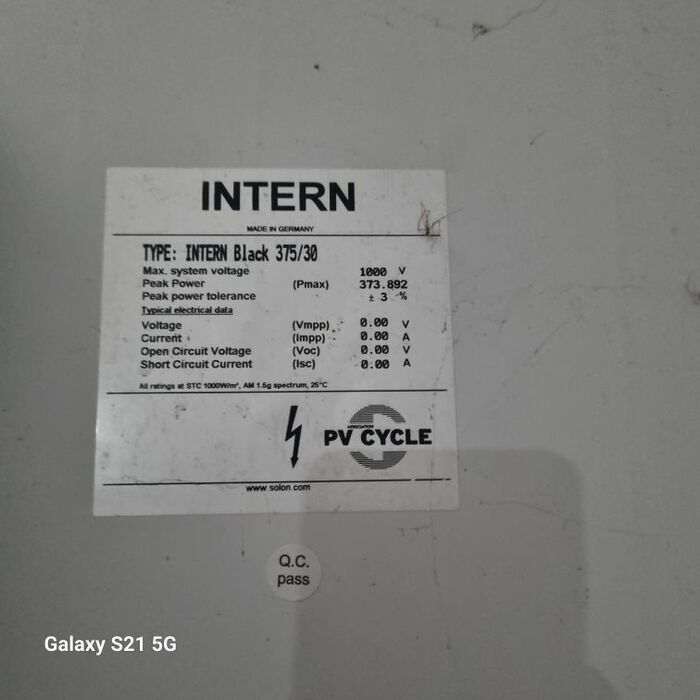 INTERN
MADE IN GERMANY
TYPE: INTERN Black 375/30
Max. system voltage 1000 V
Peak Power (Pmax) 373.892
Peak power tolerance ± 3 %
Typical electrical data
Voltage (Vmpp) 0.00 V
Current (Impp) 0.00 A
Open Circuit Voltage (Voc) 0.00 V
Short Circuit Current (Isc) 0.00 A
All ratings at STC 1000W/m², AM 1.5g spectrum, 25°C
ASSOCIATION
PV CYCLE
www.solon.com
Q.C.
pass
Galaxy S21 5G